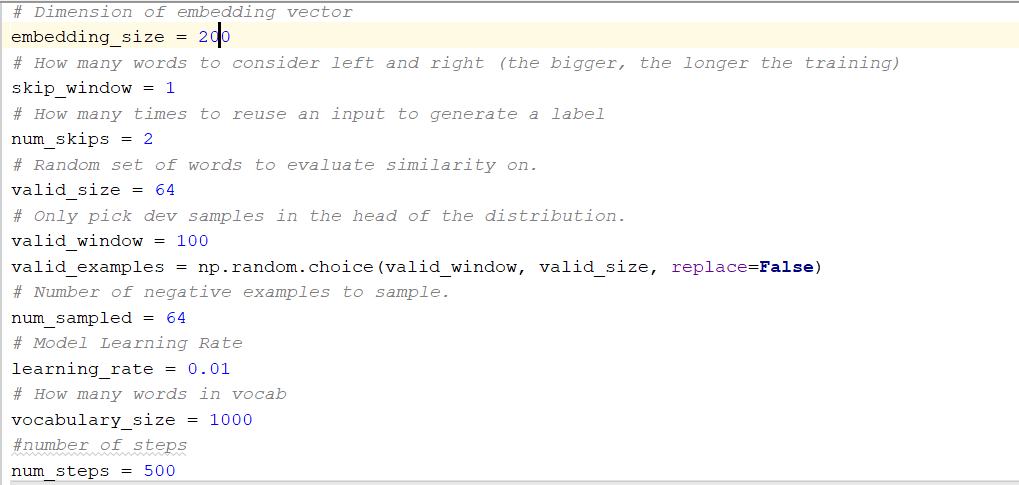 # Dimension of embedding vector
embedding_size = 200
# How many words to consider left and right (the bigger, the longer the training)
skip_window = 1
# How many times to reuse an input to generate a label
num_skips = 2
# Random set of words to evaluate similarity on.
valid_size = 64
# Only pick dev samples in the head of the distribution.
valid_window = 100
valid_examples = np.random.choice(valid_window, valid_size, replace=False)
# Number of negative examples to sample.
num_sampled = 64
# Model Learning Rate
learning_rate = 0.01
# How many words in vocab
vocabulary_size = 1000
#number of steps
num_steps = 500